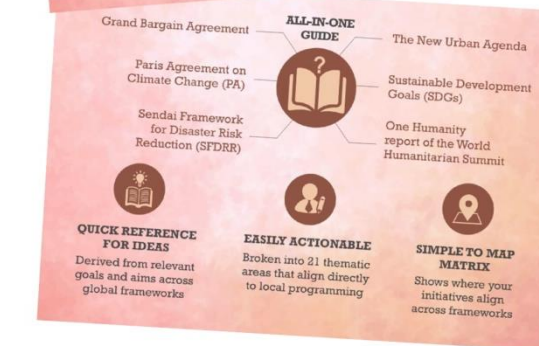 ALL-IN-ONE
GUIDE
Grand Bargain Agreement
Paris Agreement on
Climate Change (PA)
Sendai Framework
for Disaster Risk
Reduction (SFDRR)
?
The New Urban Agenda
Sustainable Development
Goals (SDGs)
One Humanity
report of the World
Humanitarian Summit
QUICK REFERENCE
FOR IDEAS
Derived from relevant
goals and aims across
global frameworks
EASILY ACTIONABLE
Broken into 21 thematic
areas that align directly
to local programming
SIMPLE TO MAP
MATRIX
Shows where your
initiatives align
across frameworks